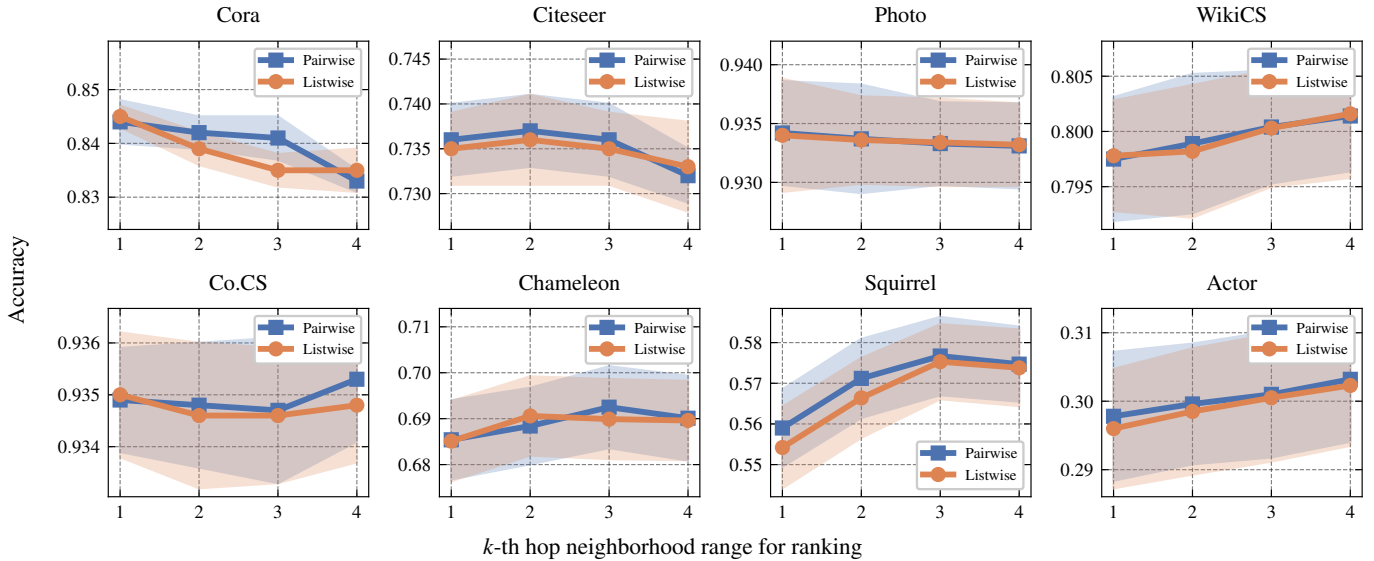 Cora
0.85
0.84
0.83
Pairwise
Listwise
1 2 3 4
Citeseer
0.745
0.740
0.735
0.730
Pairwise
Listwise
1 2 3 4
Photo
0.940
0.935
0.930
Pairwise
Listwise
1 2 3 4
WikiCS
0.805
0.800
0.795
Pairwise
Listwise
1 2 3 4
Accuracy
Co.CS
0.936
0.935
0.934
Pairwise
Listwise
1 2 3 4
Chameleon
0.71
0.70
0.69
0.68
Pairwise
Listwise
1 2 3 4
Squirrel
0.58
0.57
0.56
0.55
Pairwise
Listwise
1 2 3 4
Actor
0.31
0.30
0.29
Pairwise
Listwise
1 2 3 4
k-th hop neighborhood range for ranking